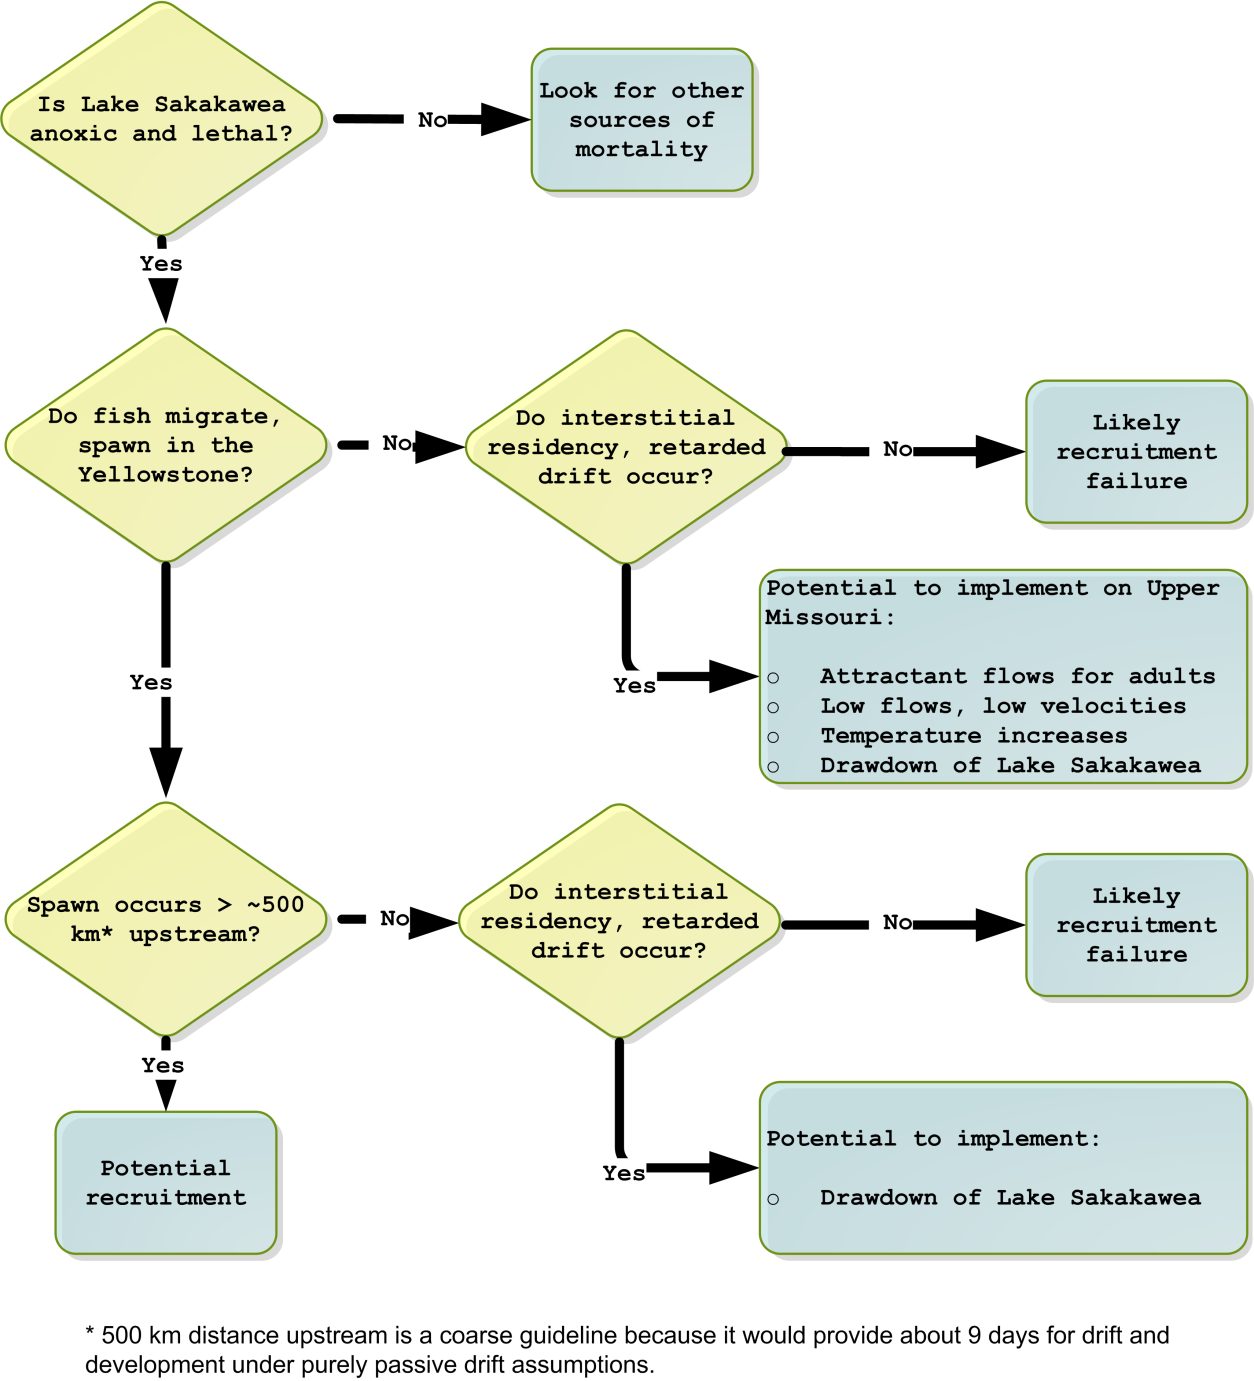 Is Lake Sakakawea
anoxic and lethal?
No
Look for other
sources of
mortality
Yes
Do fish migrate,
spawn in the
Yellowstone?
No
Do interstitial
residency, retarded
drift occur?
No
Likely
recruitment
failure
Yes
Potential to implement on Upper
Missouri:
○ Attractant flows for adults
○ Low flows, low velocities
○ Temperature increases
○ Drawdown of Lake Sakakawea
Yes
Spawn occurs > ~500
km* upstream?
No
Do interstitial
residency, retarded
drift occur?
No
Likely
recruitment
failure
Yes
Potential to implement:
○ Drawdown of Lake Sakakawea
Yes
Potential
recruitment
* 500 km distance upstream is a coarse guideline because it would provide about 9 days for drift and
development under purely passive drift assumptions.